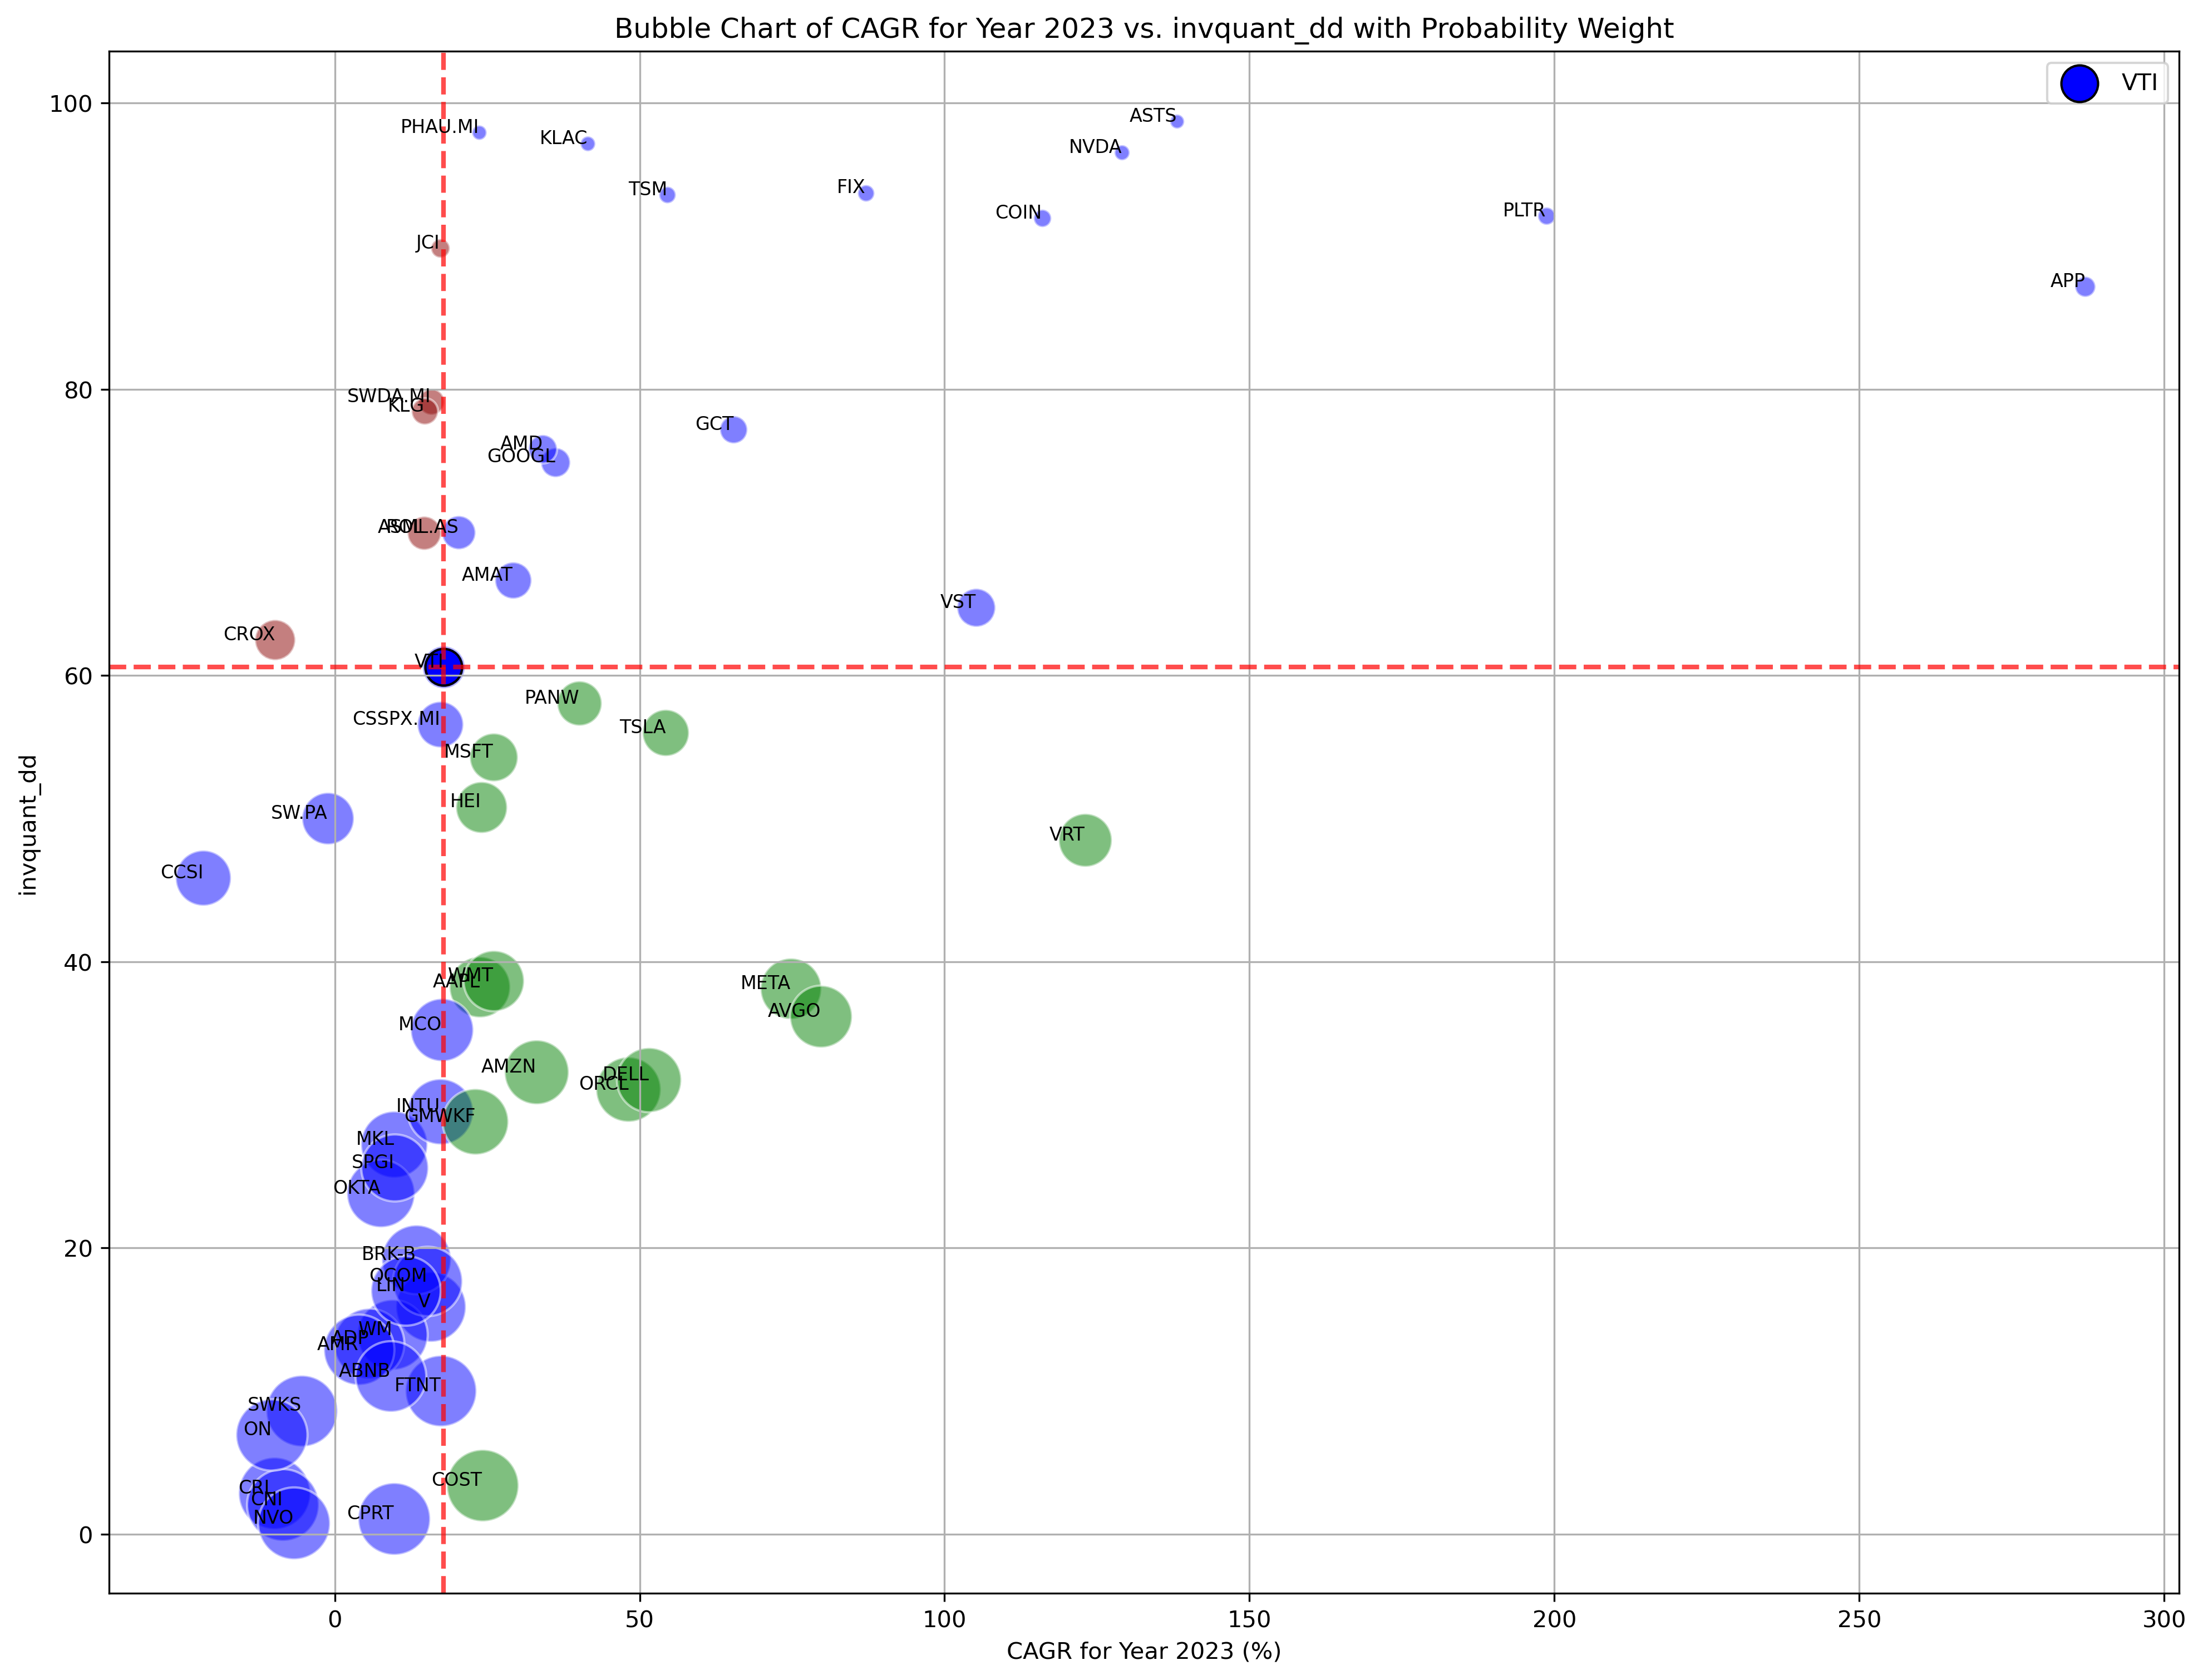 Bubble Chart of CAGR for Year 2023 vs. invquant_dd with Probability Weight
VTI
100
80
60
40
20
0
invquant_dd
ASTS
PHAU.MI
KLAC
NVDA
TSM
FIX
COIN
PLTR
JCI
APP
SWDA.MI
KLG
GCT
AMD
GOOGL
ASML.AS
AMAT
VST
CROX
VTI
CSSPX.MI
PANW
TSLA
MSFT
HEI
SW.PA
VRT
CCSI
WMT
AAPL
META
AVGO
MCO
AMZN
DELL
ORCL
INTU
GMWKF
MKL
SPGI
OKTA
BRK-B
QCOM
LIN
V
WM
ADP
AMR
ABNB
FTNT
SWKS
ON
COST
CRL
CNI
NVO
CPRT
0
50
100
150
200
250
300
CAGR for Year 2023 (%)